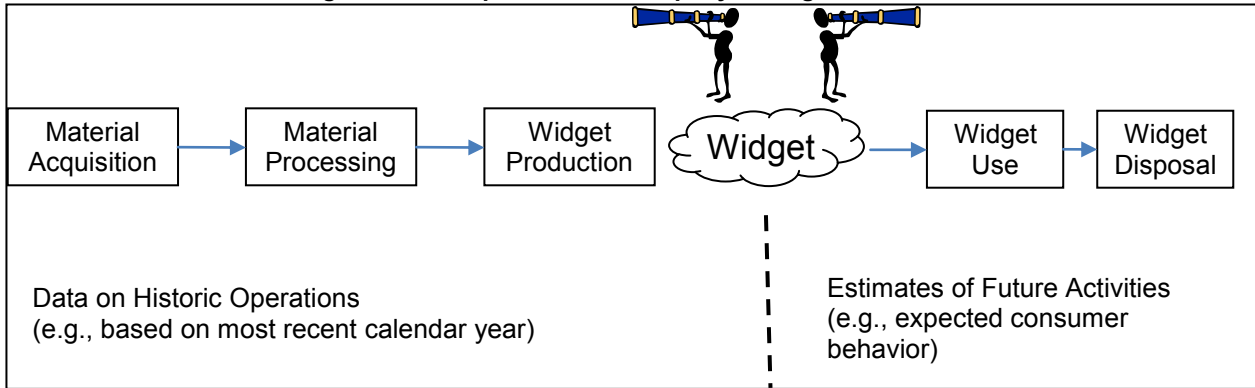 Material
Acquisition
Material
Processing
Widget
Production
Widget
Widget
Use
Widget
Disposal
Data on Historic Operations
(e.g., based on most recent calendar year)
Estimates of Future Activities
(e.g., expected consumer
behavior)